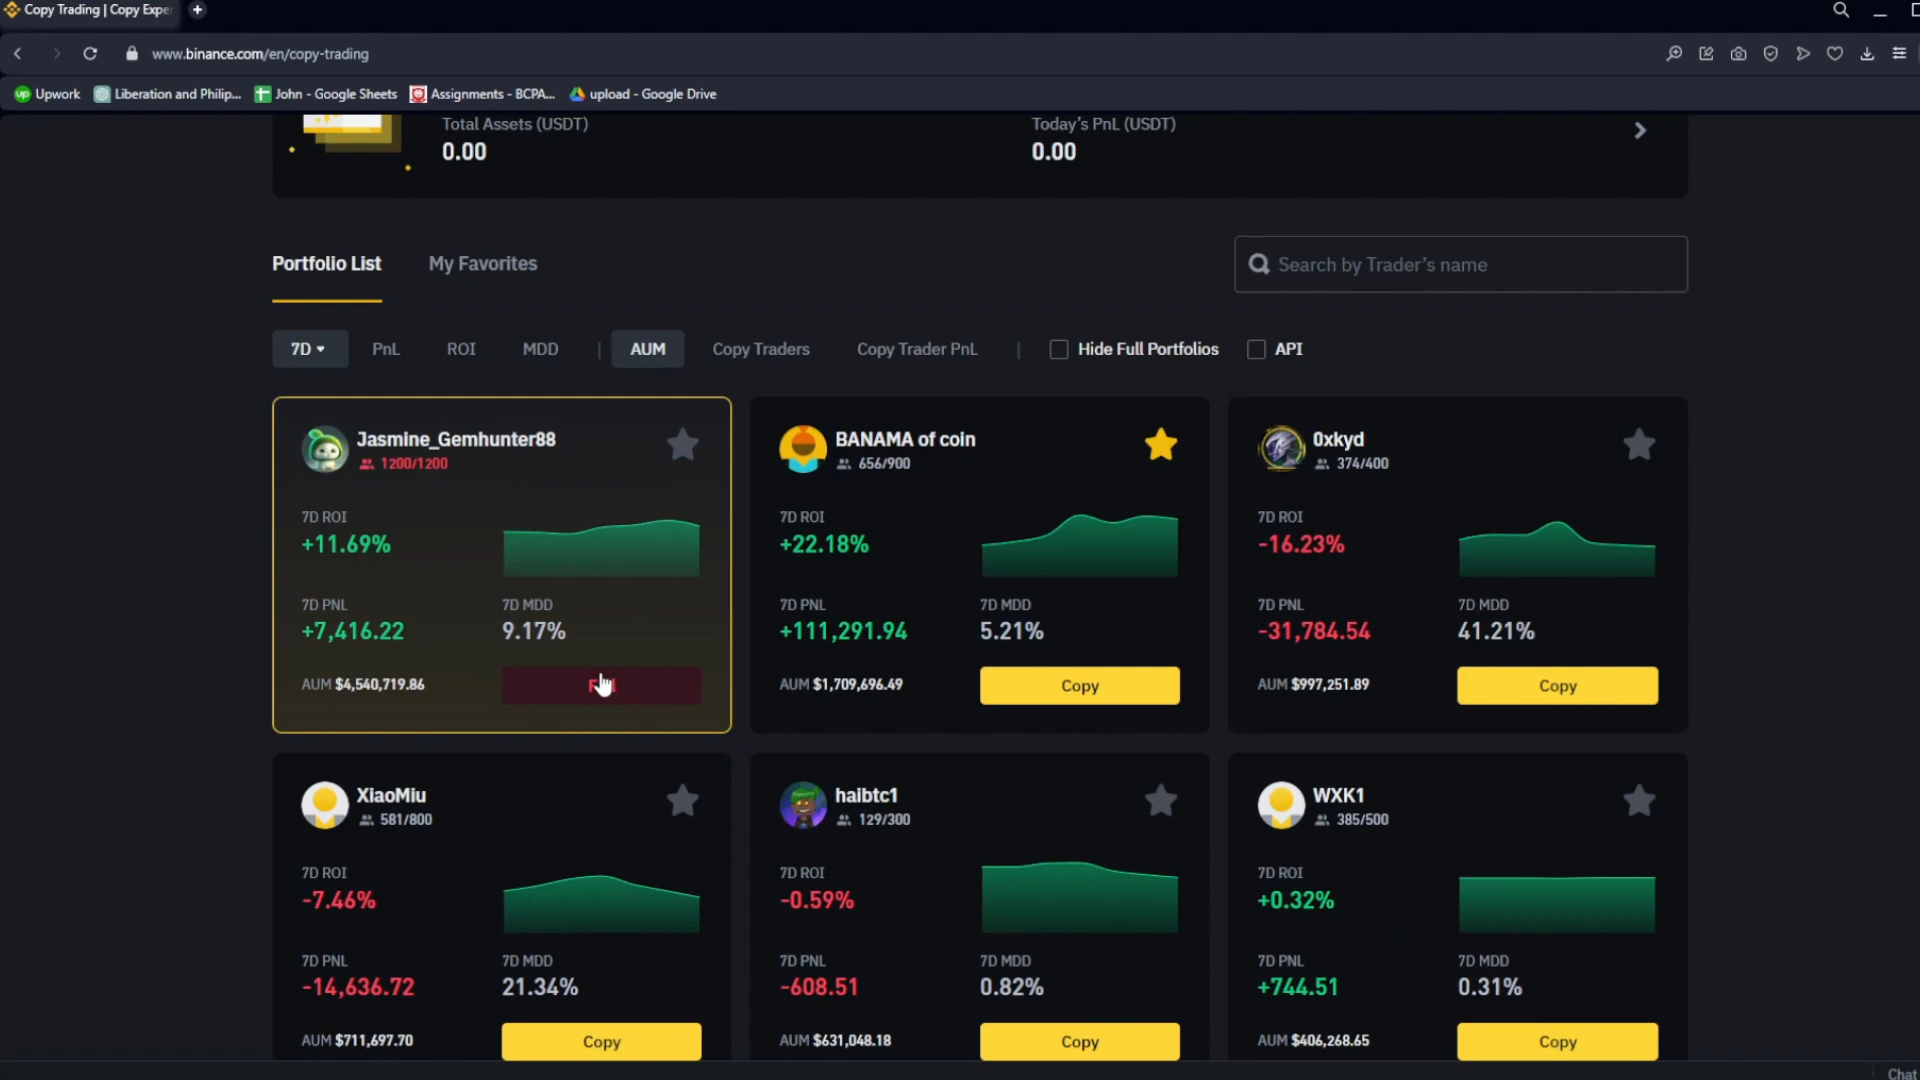 Copy Trading | Copy Expe
www.binance.com/en/copy-trading
Upwork Liberation and Philip... John - Google Sheets Assignments - BCPA... upload - Google Drive
Total Assets (USDT) Today's PnL (USDT)
0.00 0.00
Portfolio List My Favorites Search by Trader's name
7D PnL ROI MDD | AUM Copy Traders Copy Trader PnL | Hide Full Portfolios API
Jasmine_Gemhunter88
1200/1200
7D ROI
+11.69%
7D PNL 7D MDD
+7,416.22 9.17%
AUM $4,540,719.86
BANAMA of coin
656/900
7D ROI
+22.18%
7D PNL 7D MDD
+111,291.94 5.21%
AUM $1,709,696.49 Copy
0xkyd
374/400
7D ROI
-16.23%
7D PNL 7D MDD
-31,784.54 41.21%
AUM $997,251.89 Copy
XiaoMiu
581/800
7D ROI
-7.46%
7D PNL 7D MDD
-14,636.72 21.34%
AUM $711,697.70 Copy
haibtc1
129/300
7D ROI
-0.59%
7D PNL 7D MDD
-608.51 0.82%
AUM $631,048.18 Copy
WXK1
385/500
7D ROI
+0.32%
7D PNL 7D MDD
+744.51 0.31%
AUM $406,268.65 Copy
Chat